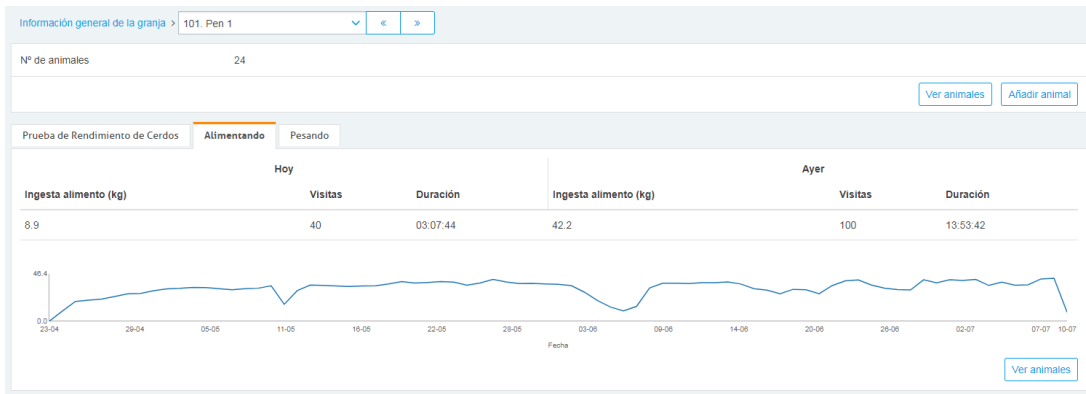 Información general de la granja > 101. Pen 1 « »
Nº de animales 24
Ver animales Añadir animal
Prueba de Rendimiento de Cerdos Alimentando Pesando
Hoy Ayer
Ingesta alimento (kg) Visitas Duración Ingesta alimento (kg) Visitas Duración
8.9 40 03:07:44 42.2 100 13:53:42
46.4
0.0
23-04 29-04 05-05 11-05 16-05 22-05 28-05 03-06 09-06 14-06 20-06 26-06 02-07 07-07 10-07
Fecha
Ver animales